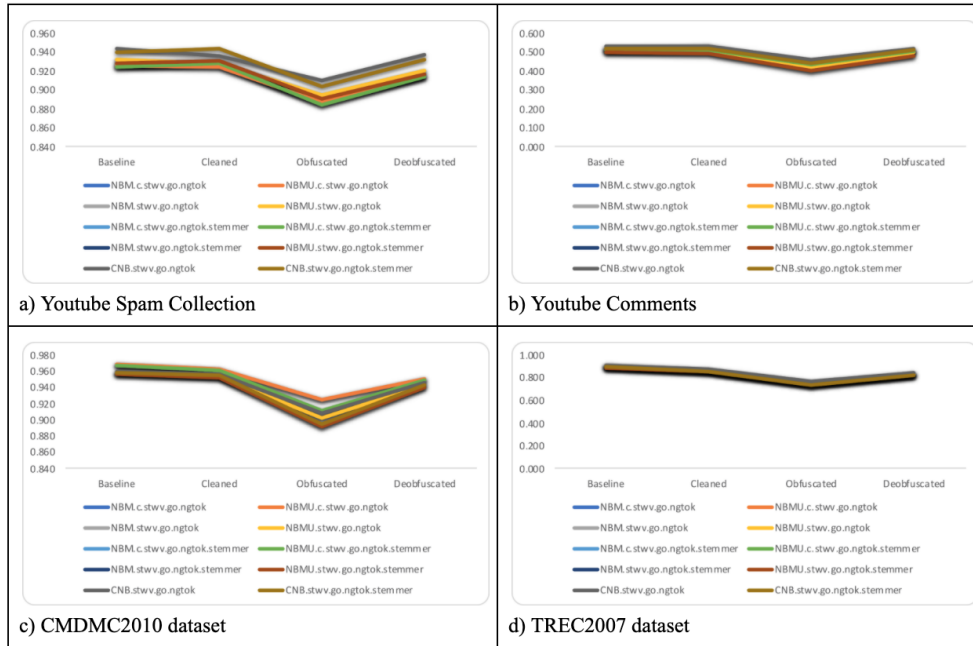 0.960
0.940
0.920
0.900
0.880
0.860
0.840
Baseline Cleaned Obfuscated Deobfuscated
NBM.c.stwv.go.ngtok NBMU.c.stwv.go.ngtok
NBM.stwv.go.ngtok NBMU.stwv.go.ngtok
NBM.c.stwv.go.ngtok.stemmer NBMU.c.stwv.go.ngtok.stemmer
NBM.stwv.go.ngtok.stemmer NBMU.stwv.go.ngtok.stemmer
CNB.stwv.go.ngtok CNB.stwv.go.ngtok.stemmer
a) Youtube Spam Collection
0.600
0.500
0.400
0.300
0.200
0.100
0.000
Baseline Cleaned Obfuscated Deobfuscated
NBM.c.stwv.go.ngtok NBMU.c.stwv.go.ngtok
NBM.stwv.go.ngtok NBMU.stwv.go.ngtok
NBM.c.stwv.go.ngtok.stemmer NBMU.c.stwv.go.ngtok.stemmer
NBM.stwv.go.ngtok.stemmer NBMU.stwv.go.ngtok.stemmer
CNB.stwv.go.ngtok CNB.stwv.go.ngtok.stemmer
b) Youtube Comments
0.980
0.960
0.940
0.920
0.900
0.880
0.860
0.840
Baseline Cleaned Obfuscated Deobfuscated
NBM.c.stwv.go.ngtok NBMU.c.stwv.go.ngtok
NBM.stwv.go.ngtok NBMU.stwv.go.ngtok
NBM.c.stwv.go.ngtok.stemmer NBMU.c.stwv.go.ngtok.stemmer
NBM.stwv.go.ngtok.stemmer NBMU.stwv.go.ngtok.stemmer
CNB.stwv.go.ngtok CNB.stwv.go.ngtok.stemmer
c) CMDMC2010 dataset
1.000
0.800
0.600
0.400
0.200
0.000
Baseline Cleaned Obfuscated Deobfuscated
NBM.c.stwv.go.ngtok NBMU.c.stwv.go.ngtok
NBM.stwv.go.ngtok NBMU.stwv.go.ngtok
NBM.c.stwv.go.ngtok.stemmer NBMU.c.stwv.go.ngtok.stemmer
NBM.stwv.go.ngtok.stemmer NBMU.stwv.go.ngtok.stemmer
CNB.stwv.go.ngtok CNB.stwv.go.ngtok.stemmer
d) TREC2007 dataset